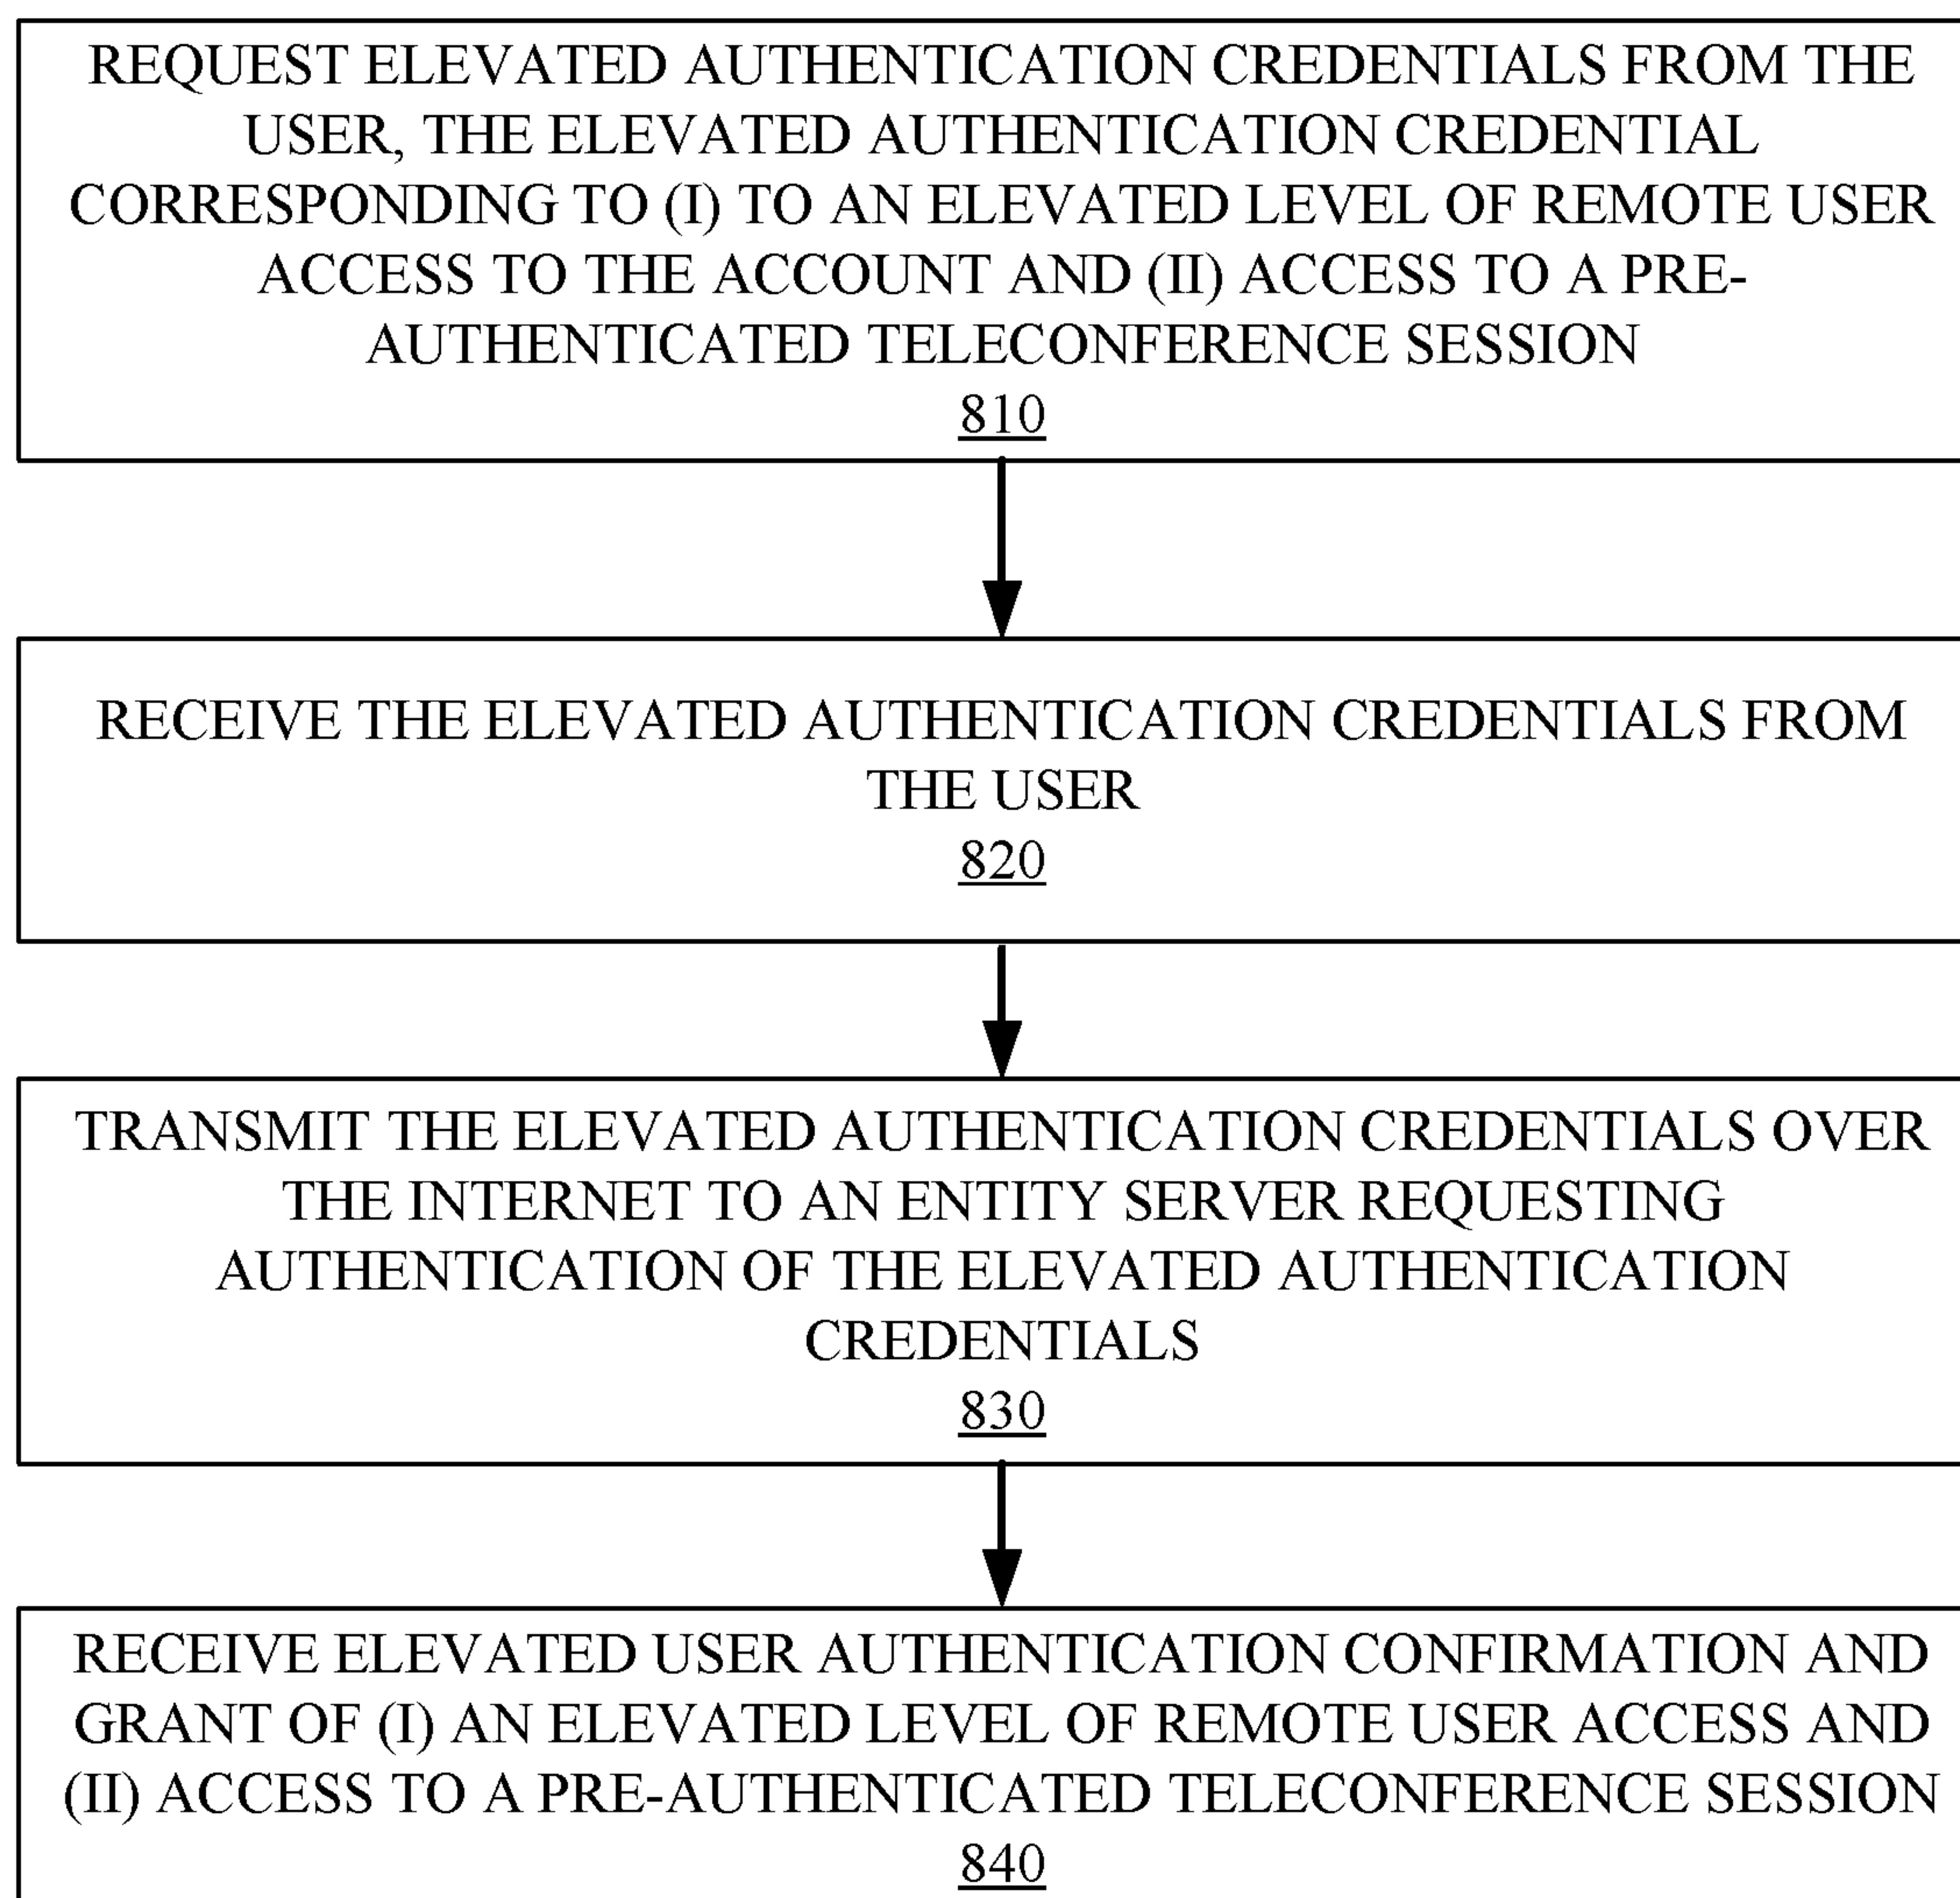 REQUEST ELEVATED AUTHENTICATION CREDENTIALS FROM THE
USER, THE ELEVATED AUTHENTICATION CREDENTIAL
CORRESPONDING TO (I) TO AN ELEVATED LEVEL OF REMOTE USER
ACCESS TO THE ACCOUNT AND (II) ACCESS TO A PRE-
AUTHENTICATED TELECONFERENCE SESSION
810
RECEIVE THE ELEVATED AUTHENTICATION CREDENTIALS FROM
THE USER
820
TRANSMIT THE ELEVATED AUTHENTICATION CREDENTIALS OVER
THE INTERNET TO AN ENTITY SERVER REQUESTING
AUTHENTICATION OF THE ELEVATED AUTHENTICATION
CREDENTIALS
830
RECEIVE ELEVATED USER AUTHENTICATION CONFIRMATION AND
GRANT OF (I) AN ELEVATED LEVEL OF REMOTE USER ACCESS AND
(II) ACCESS TO A PRE-AUTHENTICATED TELECONFERENCE SESSION
840